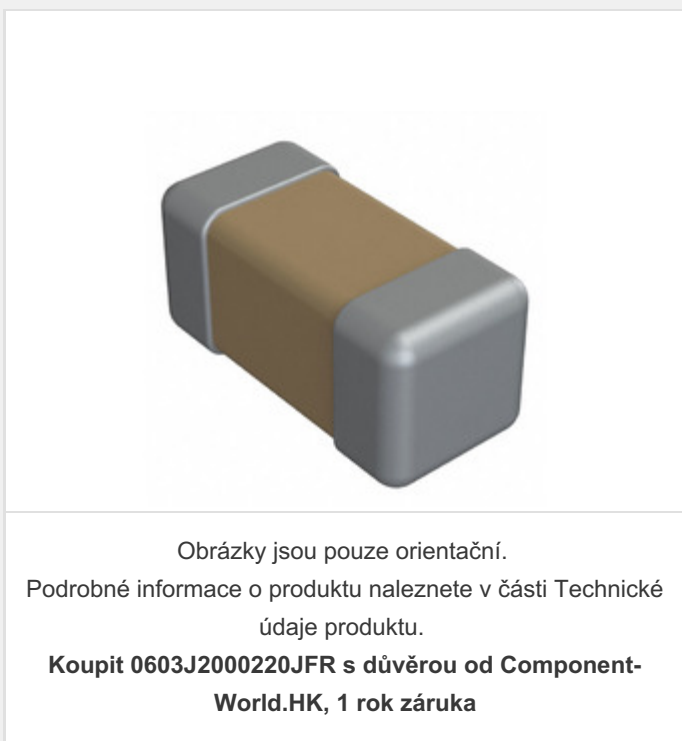 Obrázky jsou pouze orientační.
Podrobné informace o produktu naleznete v části Technické
údaje produktu.
Koupit 0603J2000220JFR s důvěrou od Component-
World.HK, 1 rok záruka